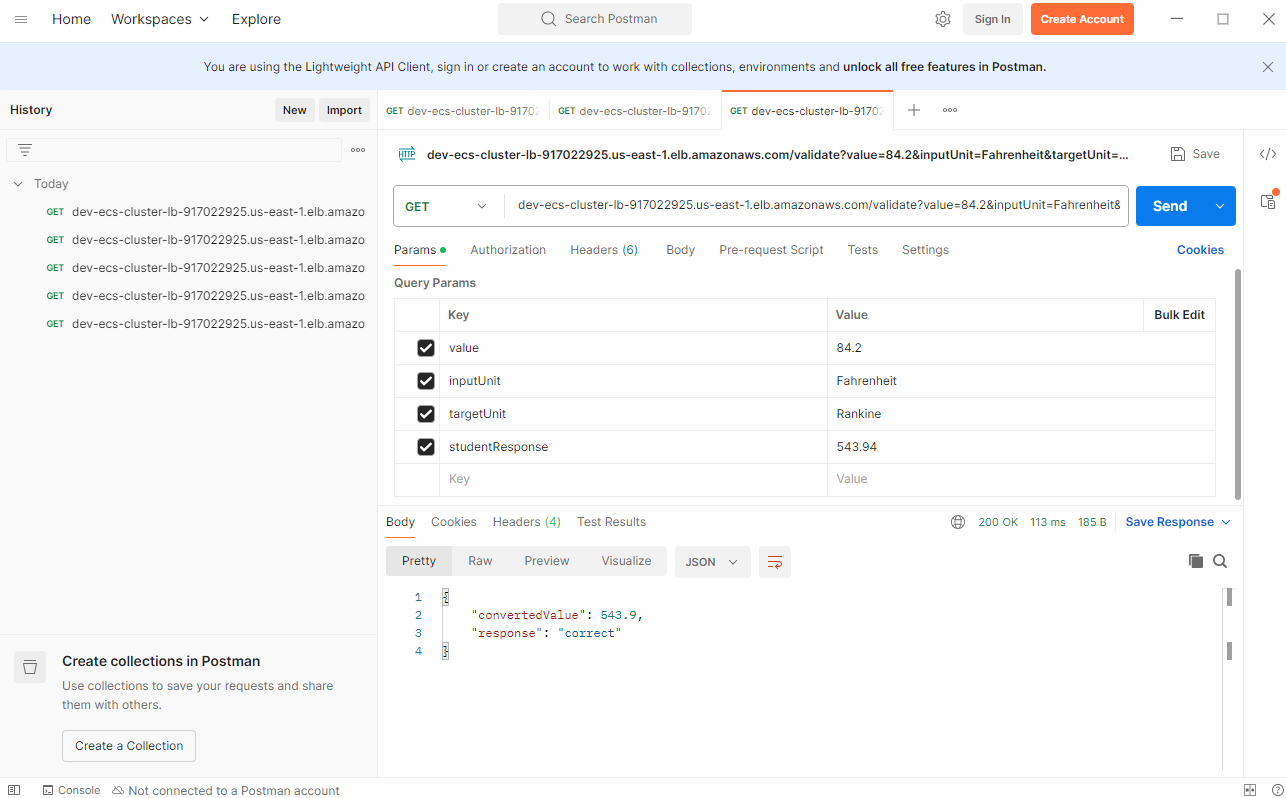 Home Workspaces Explore
Search Postman
Sign In Create Account
You are using the Lightweight API Client, sign in or create an account to work with collections, environments and unlock all free features in Postman.
History
New Import
Today
GET dev-ecs-cluster-lb-917022925.us-east-1.elb.amazo
GET dev-ecs-cluster-lb-917022925.us-east-1.elb.amazo
GET dev-ecs-cluster-lb-917022925.us-east-1.elb.amazo
GET dev-ecs-cluster-lb-917022925.us-east-1.elb.amazo
GET dev-ecs-cluster-lb-917022925.us-east-1.elb.amazo
Create collections in Postman
Use collections to save your requests and share
them with others.
Create a Collection
GET dev-ecs-cluster-lb-91702 GET dev-ecs-cluster-lb-91702 GET dev-ecs-cluster-lb-91702
HTTP dev-ecs-cluster-lb-917022925.us-east-1.elb.amazonaws.com/validate?value=84.2&inputUnit=Fahrenheit&targetUnit=...
Save </>
GET dev-ecs-cluster-lb-917022925.us-east-1.elb.amazonaws.com/validate?value=84.2&inputUnit=Fahrenheit&
Send
Params Authorization Headers (6) Body Pre-request Script Tests Settings Cookies
Query Params
Key Value Bulk Edit
value 84.2
inputUnit Fahrenheit
targetUnit Rankine
studentResponse 543.94
Key Value
Body Cookies Headers (4) Test Results 200 OK 113 ms 185 B Save Response
Pretty Raw Preview Visualize JSON
1 {
2 "convertedValue": 543.9,
3 "response": "correct"
4 }
Console Not connected to a Postman account